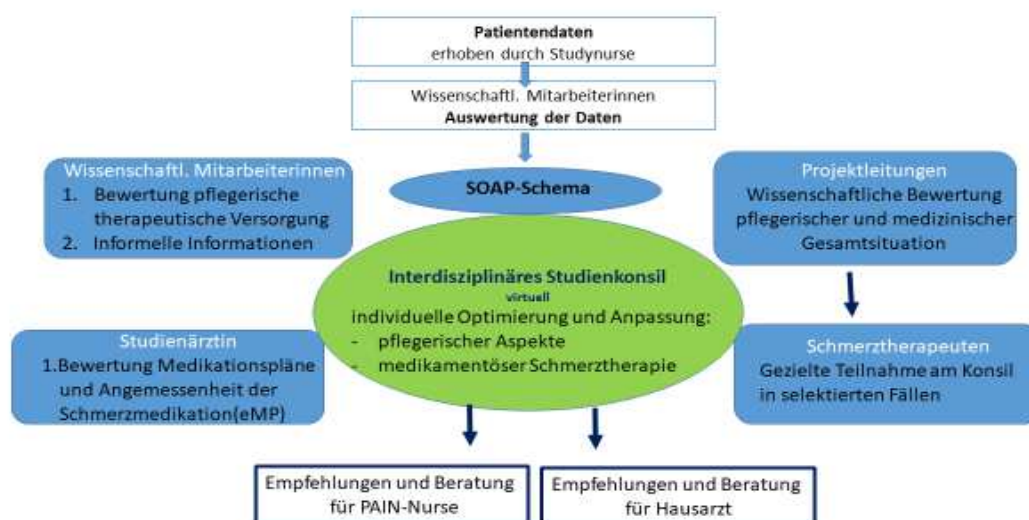 Patientendaten
erhoben durch Studynurse
Wissenschaftl. Mitarbeiterinnen
Auswertung der Daten
SOAP-Schema
Wissenschaftl. Mitarbeiterinnen
1. Bewertung pflegerische
therapeutische Versorgung
2. Informelle Informationen
Projektleitungen
Wissenschaftliche Bewertung
pflegerischer und medizinischer
Gesamtsituation
Interdisziplinäres Studienkonsil
virtuell
individuelle Optimierung und Anpassung:
- pflegerischer Aspekte
- medikamentöser Schmerztherapie
Studienärztin
1.Bewertung Medikationspläne
und Angemessenheit der
Schmerzmedikation(eMP)
Schmerztherapeuten
Gezielte Teilnahme am Konsil
in selektierten Fällen
Empfehlungen und Beratung
für PAIN-Nurse
Empfehlungen und Beratung
für Hausarzt